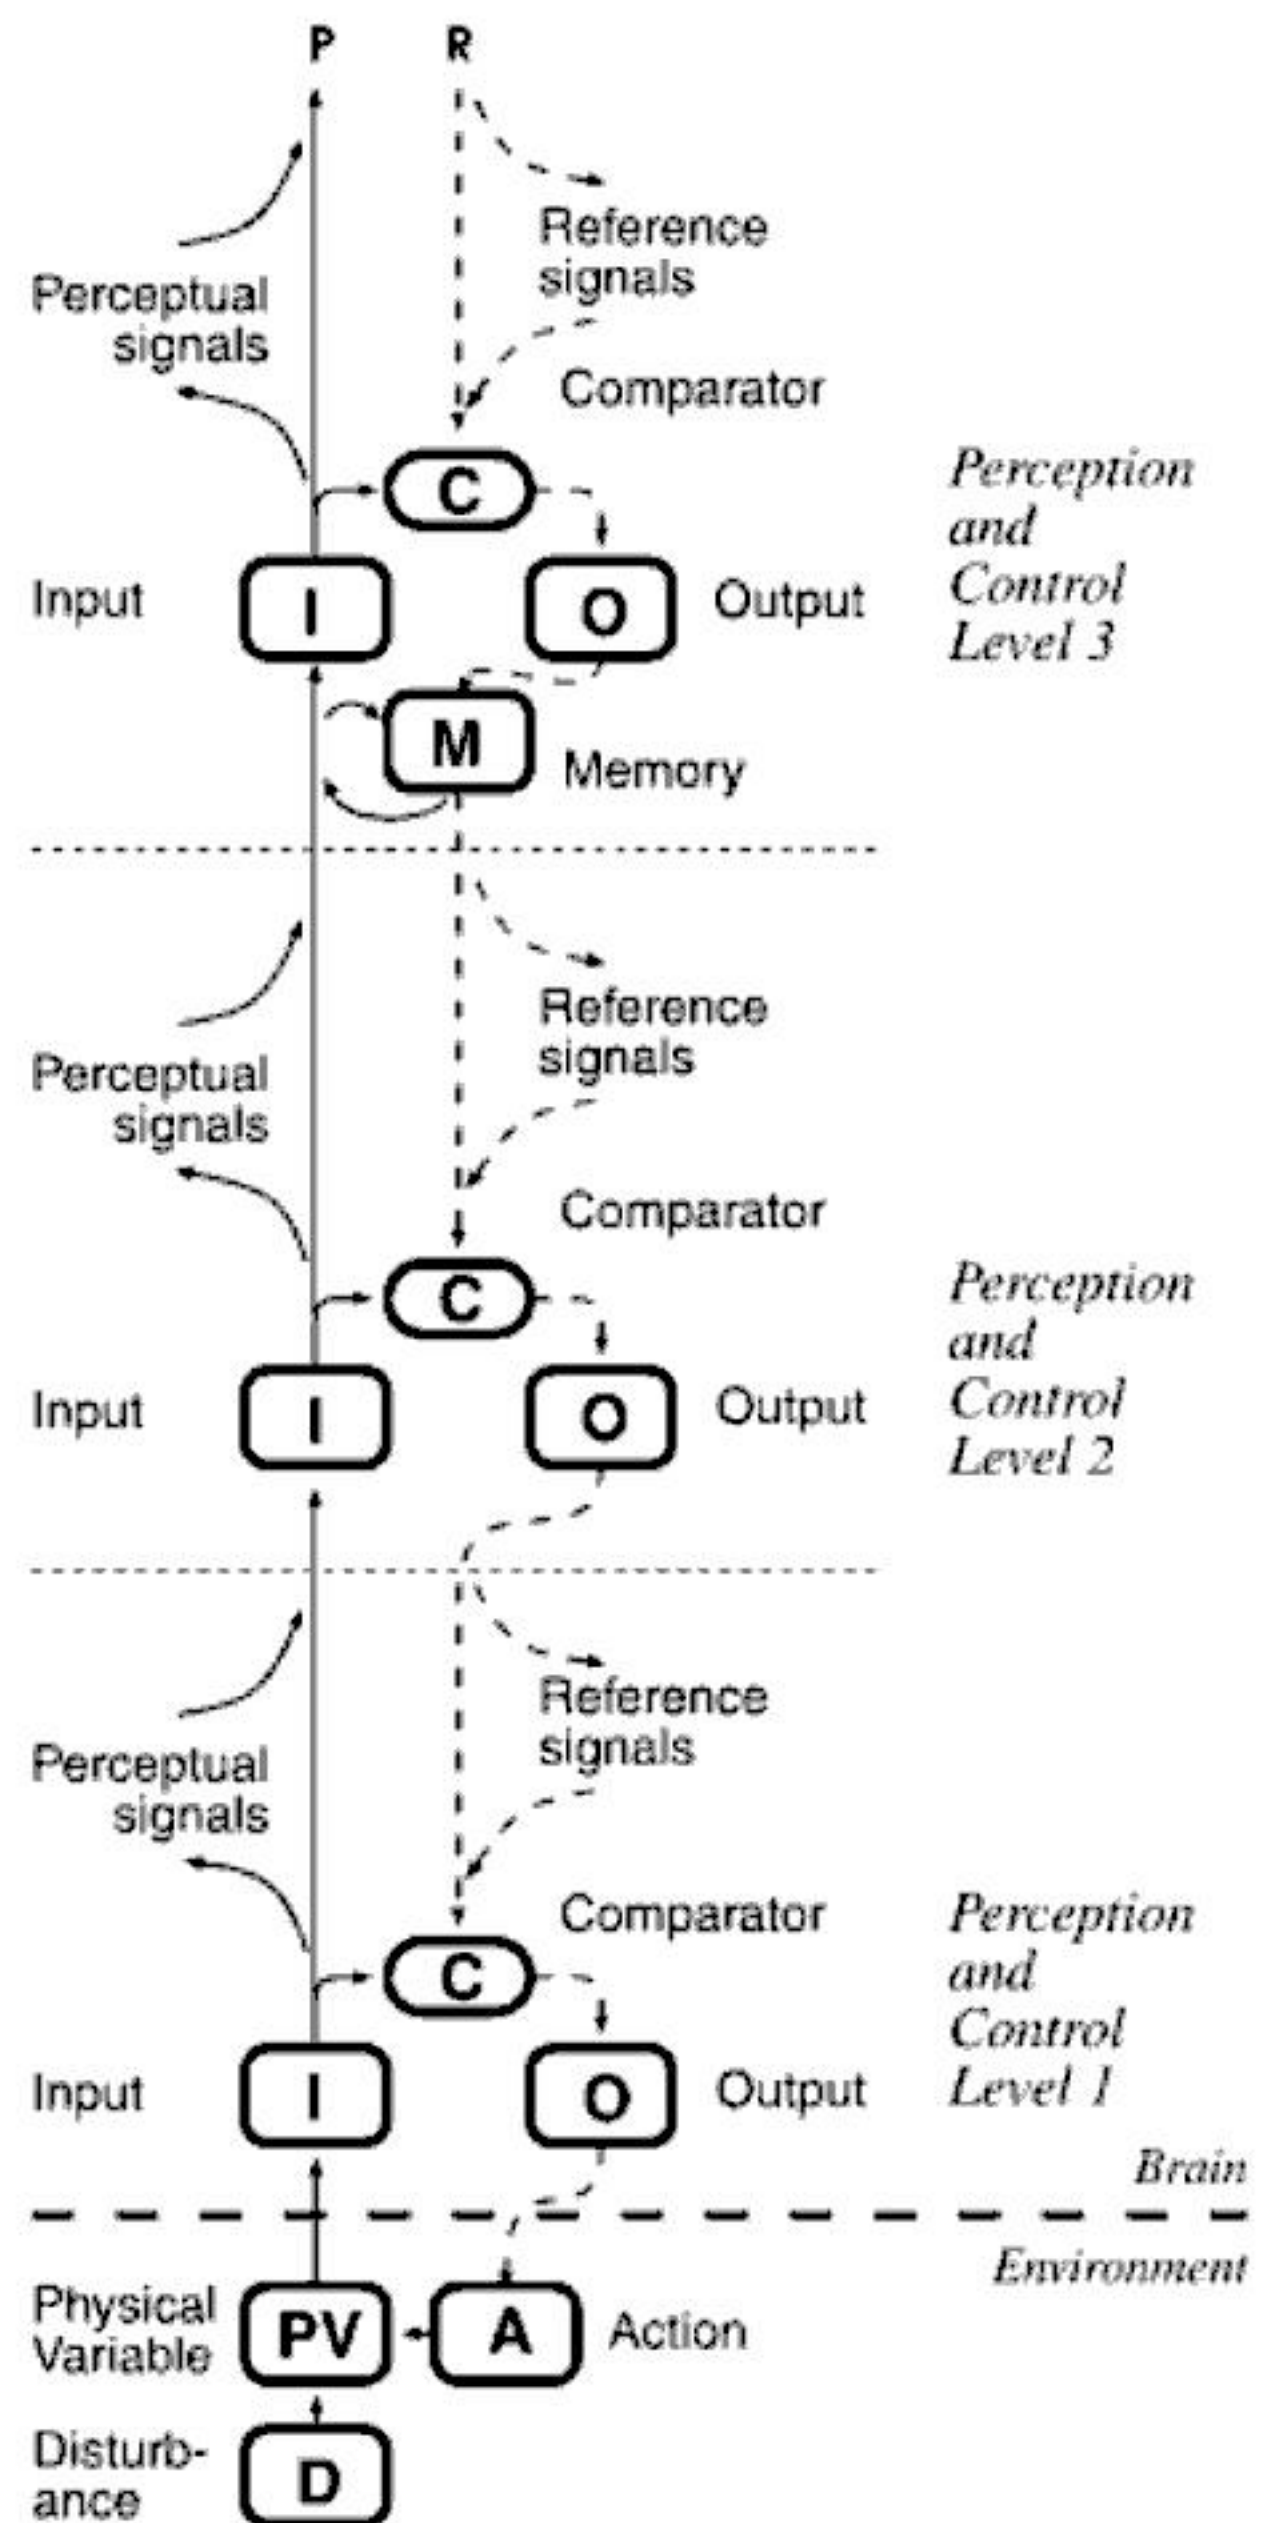 P R
Reference
signals
Perceptual
signals
Comparator
C
Perception
and
Control
Level 3
Input
I
O
Output
M
Memory
Reference
signals
Perceptual
signals
Comparator
C
Perception
and
Control
Level 2
Input
I
O
Output
Reference
signals
Perceptual
signals
Comparator
C
Perception
and
Control
Level 1
Input
I
O
Output
Brain
Environment
Physical
Variable
PV
A
Action
Disturb-
ance
D